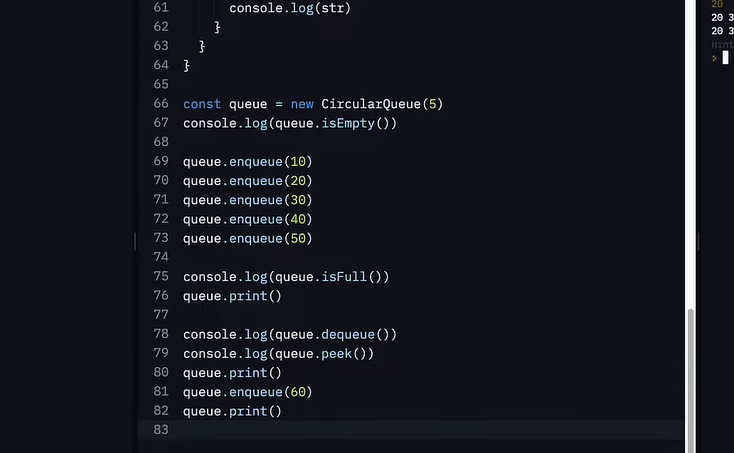 61 console.log(str)
62 }
63 }
64 }
65
66 const queue = new CircularQueue(5)
67 console.log(queue.isEmpty())
68
69 queue.enqueue(10)
70 queue.enqueue(20)
71 queue.enqueue(30)
72 queue.enqueue(40)
73 queue.enqueue(50)
74
75 console.log(queue.isFull())
76 queue.print()
77
78 console.log(queue.dequeue())
79 console.log(queue.peek())
80 queue.print()
81 queue.enqueue(60)
82 queue.print()
83
20
20 3
20 3
>